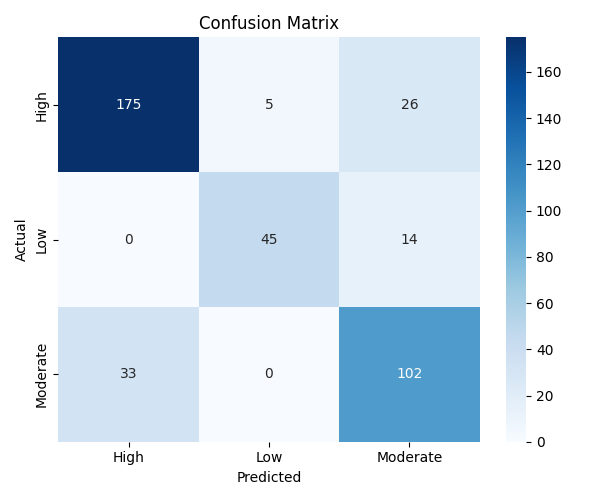 Confusion Matrix
High
175
5
26
Low
0
45
14
Moderate
33
0
102
Actual
High
Low
Moderate
Predicted
160
140
120
100
80
60
40
20
0